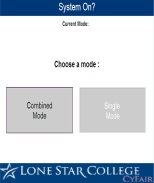 System On?
Current Mode:
Choose a mode :
Combined
Mode
Single
Mode
LONE STAR COLLEGE
CYFAIR